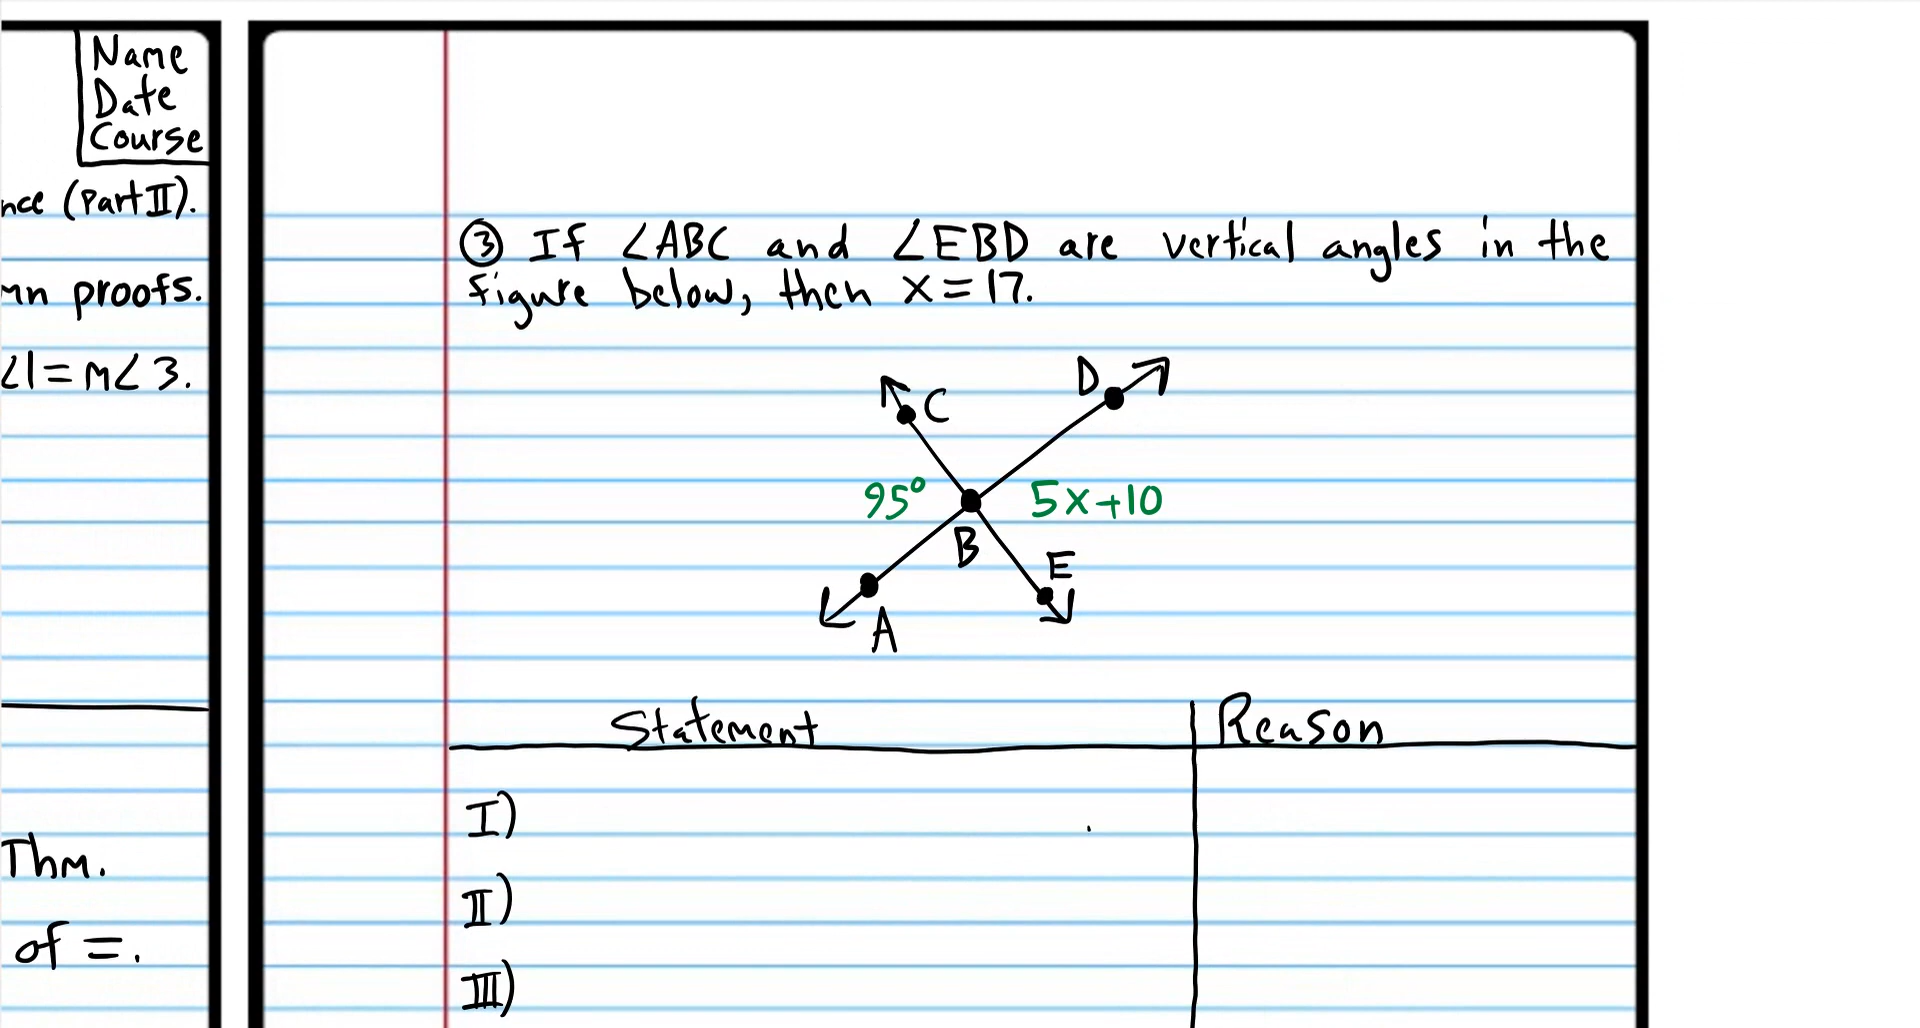 Name
Date
Course
nce (Part II).
mn proofs.
∠1 = m∠3.
Thm.
of =.
③ If ∠ABC and ∠EBD are vertical angles in the
figure below, then x = 17.
C
D
95°
5x+10
B
E
A
Statement
Reason
I)
II)
III)